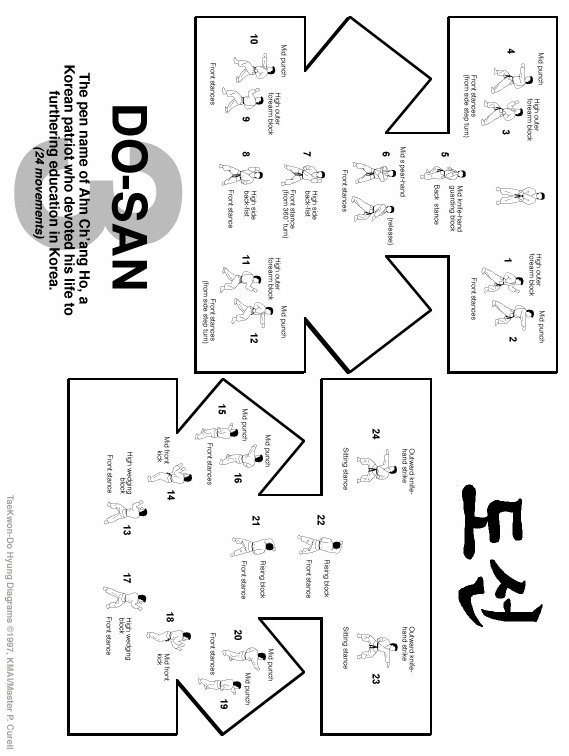 DO-SAN
3
The pen name of Ahn Ch'ang Ho, a
Korean patriot who devoted his life to
furthering education in Korea.
(24 movements)
도산
4
Mid punch
3
High outer
forearm block
Front stances
(from side step turn)
1
High outer
forearm block
Mid punch
2
Front stances
5
Mid knife-hand
guarding block
Back stance
6
Mid spear-hand
(release)
Front stances
7
High side
back-fist
Front stance
(from 360° turn)
8
High side
back-fist
Front stance
10
Mid punch
9
High outer
forearm block
Front stances
11
High outer
forearm block
Mid punch
12
Front stances
(from side step turn)
24
Outward knife-
hand strike
Sitting stance
Outward knife-
hand strike
23
Sitting stance
22
Rising block
Front stance
21
Rising block
Front stance
15
Mid punch
Mid punch
16
Front stances
Mid front
kick
14
High wedging
block
Front stance
13
17
High wedging
block
Front stance
18
Mid front
kick
20
Mid punch
Mid punch
19
Front stances
TaeKwon-Do Hyung Diagrams ©1997, KMAI/Master P. Curell